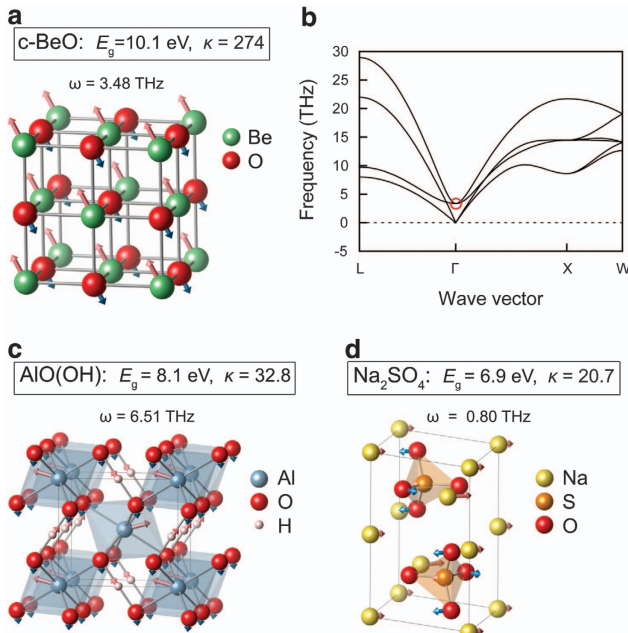 a
c-BeO: Eg=10.1 eV, κ = 274
ω = 3.48 THz
Be
O
b
Frequency (THz)
30
25
20
15
10
5
0
-5
L
Γ
X
W
Wave vector
c
AlO(OH): Eg = 8.1 eV, κ = 32.8
ω = 6.51 THz
Al
O
H
d
Na₂SO₄: Eg = 6.9 eV, κ = 20.7
ω = 0.80 THz
Na
S
O